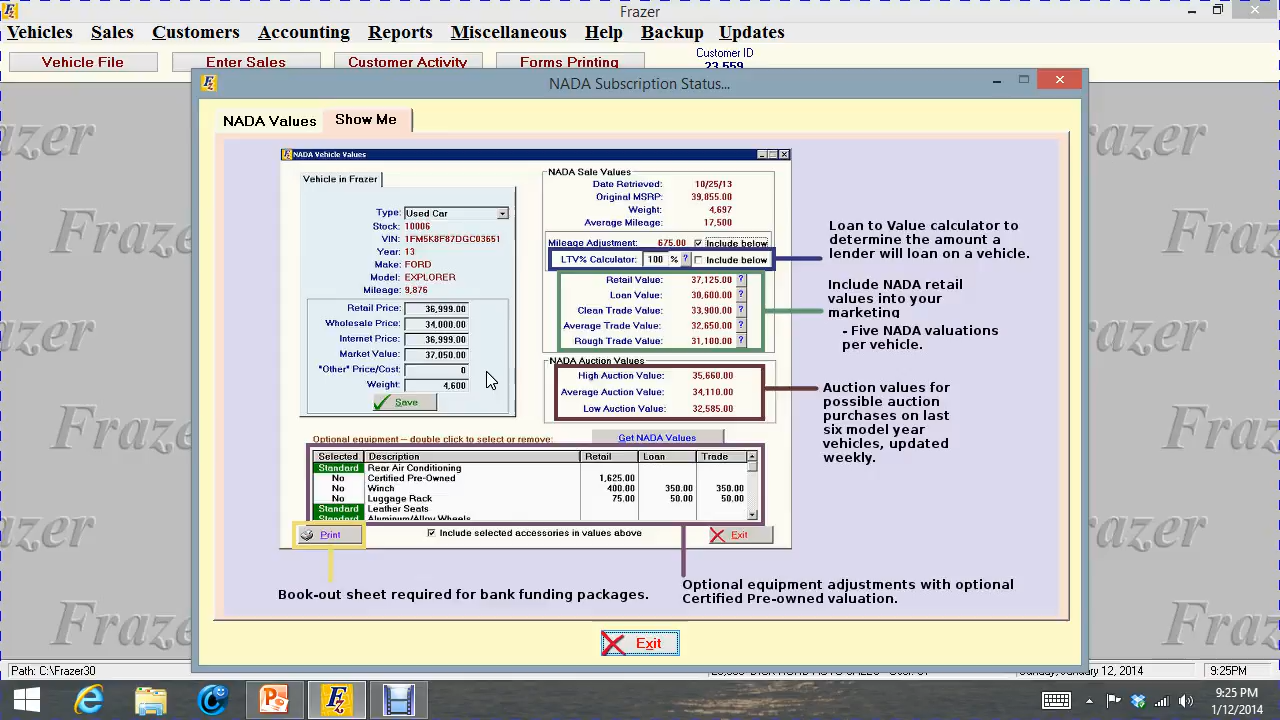 Frazer
Vehicles Sales Customers Accounting Reports Miscellaneous Help Backup Updates
Vehicle File Enter Sales Customer Activity Forms Printing Customer ID
23,559
NADA Subscription Status...
NADA Values Show Me
NADA Vehicle Values
Vehicle in Frazer
Type: Used Car
Stock: 10006
VIN: 1FM5K8F87DGC03651
Year: 13
Make: FORD
Model: EXPLORER
Mileage: 9,876
Retail Price: 36,999.00
Wholesale Price: 34,000.00
Internet Price: 36,999.00
Market Value: 37,050.00
"Other" Price/Cost: 0
Weight: 4,600
Save
NADA Sale Values
Date Retrieved: 10/25/13
Original MSRP: 39,055.00
Weight: 4,697
Average Mileage: 17,500
Mileage Adjustment: 675.00 Include below
LTV% Calculator: 100 % ? Include below
Retail Value: 37,125.00 ?
Loan Value: 30,600.00 ?
Clean Trade Value: 33,900.00 ?
Average Trade Value: 32,650.00 ?
Rough Trade Value: 31,100.00 ?
NADA Auction Values
High Auction Value: 35,660.00
Average Auction Value: 34,110.00
Low Auction Value: 32,585.00
Optional equipment -- double click to select or remove: Get NADA Values
Selected Description Retail Loan Trade
Standard Rear Air Conditioning
No Certified Pre-Owned 1,625.00
No Winch 400.00 350.00 350.00
No Luggage Rack 75.00 50.00 50.00
Standard Leather Seats
Standard Aluminum/Alloy Wheels
Print Include selected accessories in values above Exit
Loan to Value calculator to
determine the amount a
lender will loan on a vehicle.
Include NADA retail
values into your
marketing
- Five NADA valuations
per vehicle.
Auction values for
possible auction
purchases on last
six model year
vehicles, updated
weekly.
Book-out sheet required for bank funding packages.
Optional equipment adjustments with optional
Certified Pre-owned valuation.
Exit
Path: C:\Frazer30 Sunday, January 12, 2014 9:25PM
9:25 PM
1/12/2014